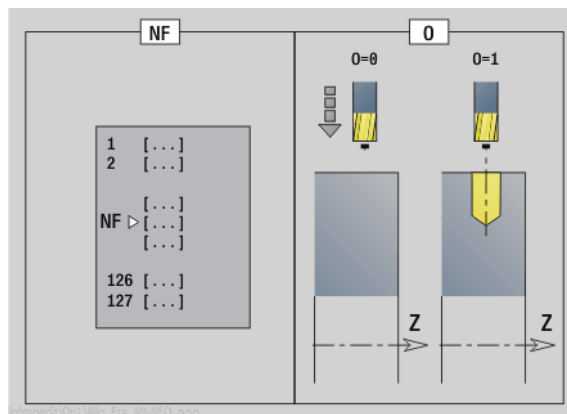 NF
1 [...]
2 [...]
[...]
NF [...]
[...]
126 [...]
127 [...]
O
O=0 O=1
Z Z